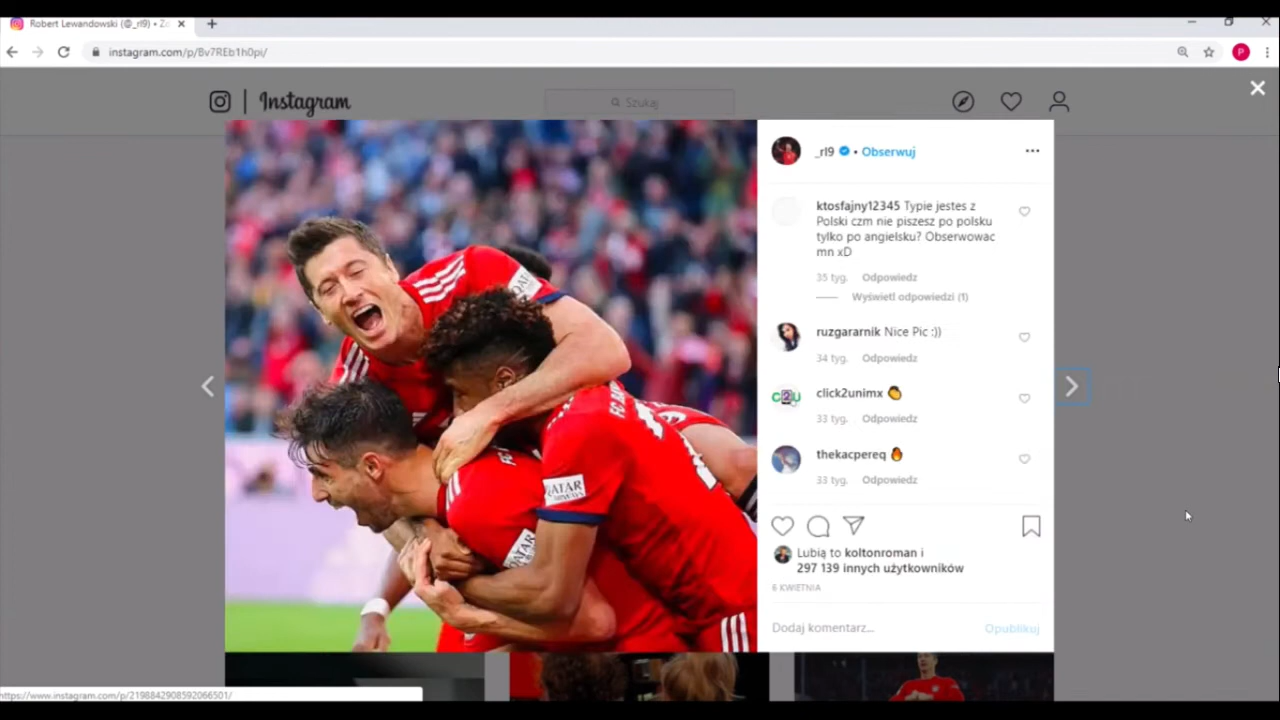 Robert Lewandowski (@_rl9) • Z
instagram.com/p/Bv7REb1h0pi/
P
Instagram
Szukaj
_rl9 • Obserwuj
ktosfajny12345 Typie jestes z
Polski czm nie piszesz po polsku
tylko po angielsku? Obserwowac
mn xD
35 tyg. Odpowiedz
Wyświetl odpowiedzi (1)
ruzgararnik Nice Pic :))
34 tyg. Odpowiedz
C2U
click2unimx 👏
33 tyg. Odpowiedz
thekacpereq 🔥
33 tyg. Odpowiedz
Lubią to koltonroman i
297 139 innych użytkowników
6 KWIETNIA
Dodaj komentarz... Opublikuj
QATAR
AIRWAYS
https://www.instagram.com/p/2198842908592066501/